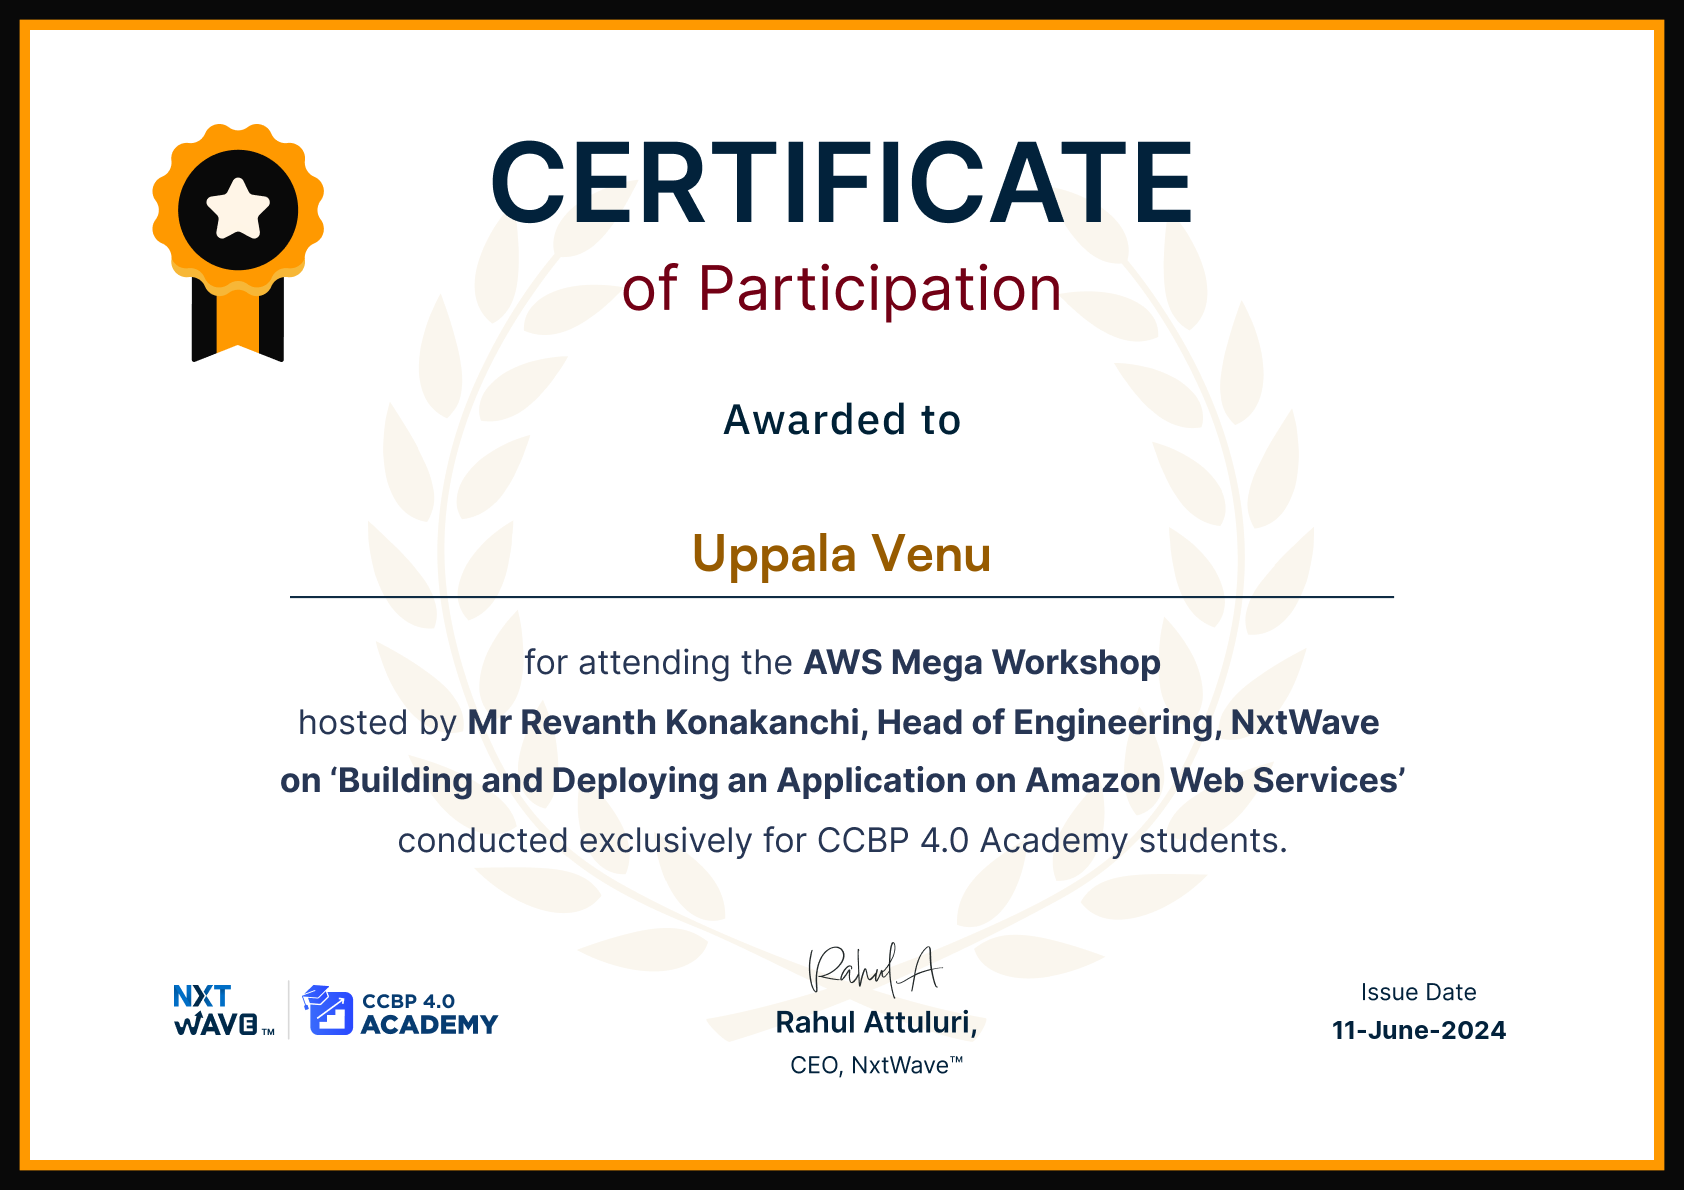 CERTIFICATE
of Participation
Awarded to
Uppala Venu
for attending the AWS Mega Workshop
hosted by Mr Revanth Konakanchi, Head of Engineering, NxtWave
on ‘Building and Deploying an Application on Amazon Web Services’
conducted exclusively for CCBP 4.0 Academy students.
NXT
WAVE™
CCBP 4.0
ACADEMY
Rahul A
Rahul Attuluri,
CEO, NxtWave™
Issue Date
11-June-2024